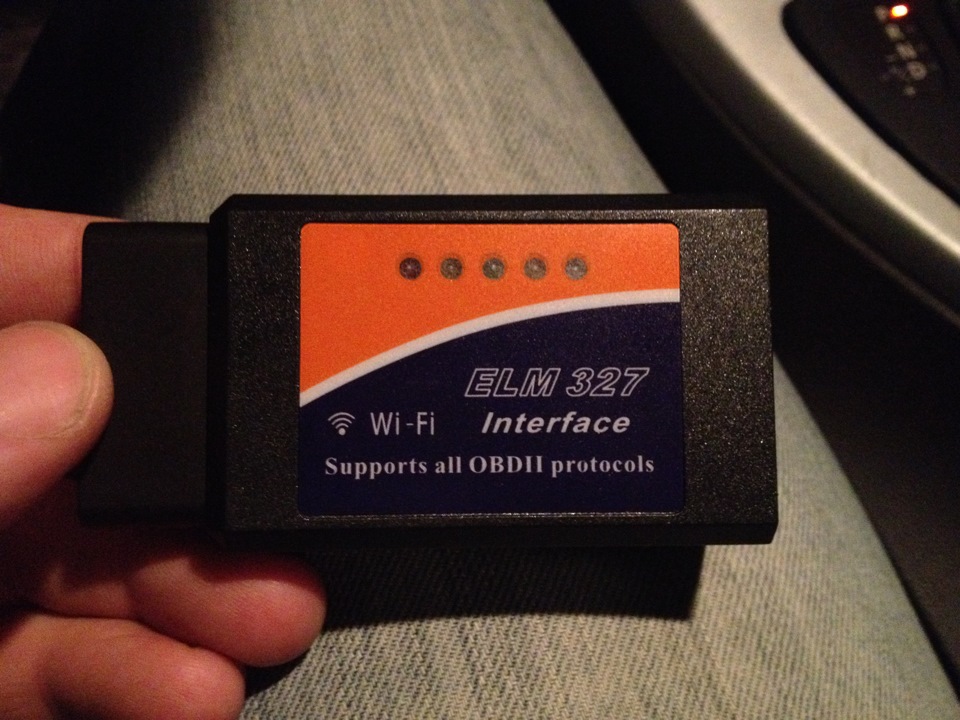 ELM 327
Wi-Fi Interface
Supports all OBDII protocols